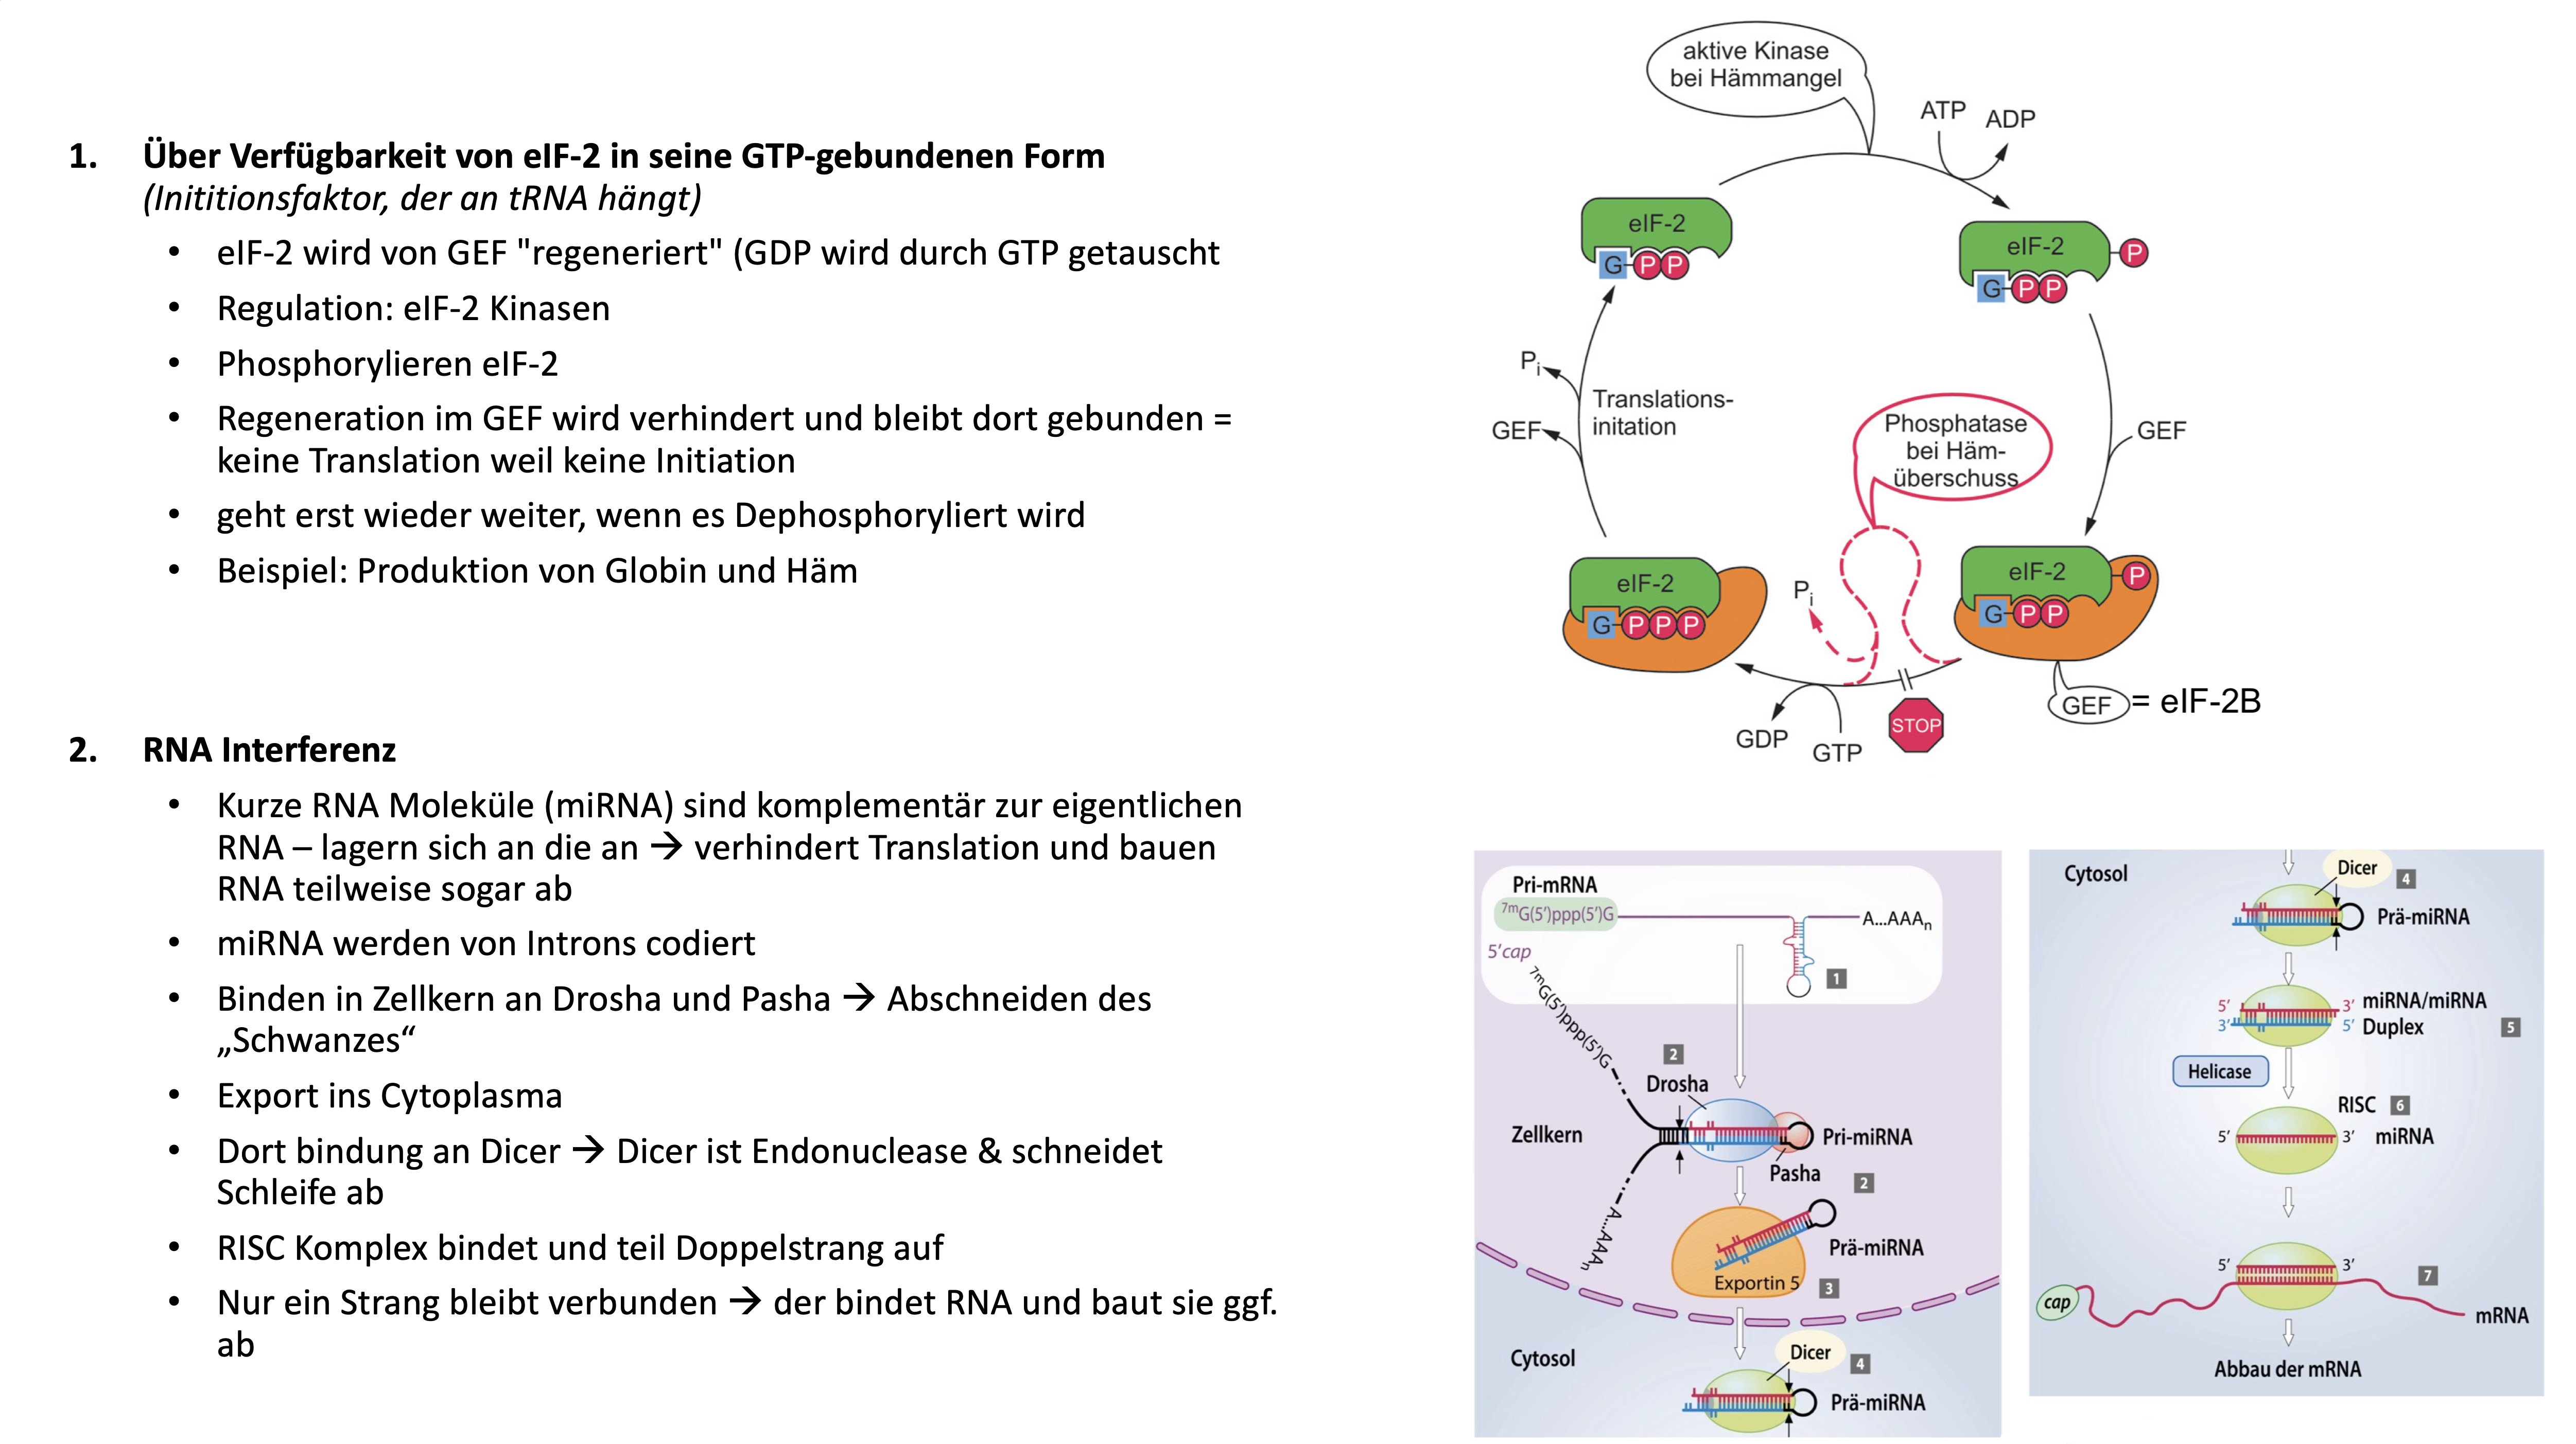 1. Über Verfügbarkeit von eIF-2 in seine GTP-gebundenen Form
(Inititionsfaktor, der an tRNA hängt)
• eIF-2 wird von GEF "regeneriert" (GDP wird durch GTP getauscht
• Regulation: eIF-2 Kinasen
• Phosphorylieren eIF-2
• Regeneration im GEF wird verhindert und bleibt dort gebunden =
keine Translation weil keine Initiation
• geht erst wieder weiter, wenn es Dephosphoryliert wird
• Beispiel: Produktion von Globin und Häm
2. RNA Interferenz
• Kurze RNA Moleküle (miRNA) sind komplementär zur eigentlichen
RNA – lagern sich an die an → verhindert Translation und bauen
RNA teilweise sogar ab
• miRNA werden von Introns codiert
• Binden in Zellkern an Drosha und Pasha → Abschneiden des
„Schwanzes“
• Export ins Cytoplasma
• Dort bindung an Dicer → Dicer ist Endonuclease & schneidet
Schleife ab
• RISC Komplex bindet und teil Doppelstrang auf
• Nur ein Strang bleibt verbunden → der bindet RNA und baut sie ggf.
ab
aktive Kinase
bei Hämmangel
ATP
ADP
eIF-2
G P P
eIF-2
P
G P P
Pi
GEF
Translations-
initation
Phosphatase
bei Häm-
überschuss
GEF
eIF-2
G P P P
Pi
eIF-2
P
G P P
GDP
GTP
STOP
GEF = eIF-2B
Pri-mRNA
7mG(5')ppp(5')G
A...AAAn
5'cap
1
7mG(5')ppp(5')G
2
Drosha
Zellkern
Pri-miRNA
Pasha
2
A...AAAn
Prä-miRNA
Exportin 5
3
Cytosol
Dicer
4
Prä-miRNA
Cytosol
Dicer
4
Prä-miRNA
5' 3' miRNA/miRNA
3' 5' Duplex
5
Helicase
RISC 6
5' 3' miRNA
5' 3'
7
cap
mRNA
Abbau der mRNA